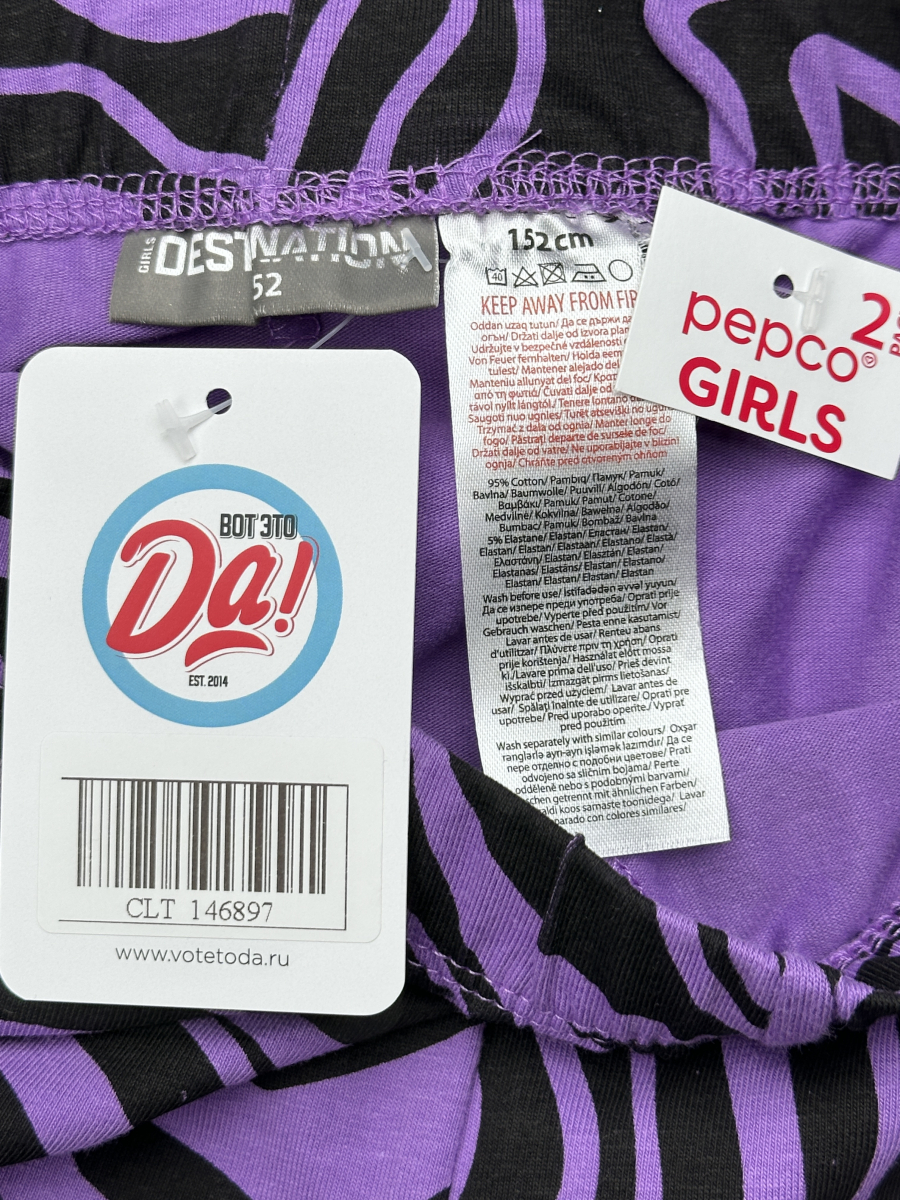 GIRLS
DESTINATION
52
152 cm
40
KEEP AWAY FROM
Oddan uzaq tutun/ Да се държи да
огън/ Držati dalje od izvora plam
Udržujte v bezpečné vzdálenosti
Von Feuer fernhalten/ Holda eem
tulest/ Mantener alejado del
Manteniu allunyat del foc/
από τη φωτιά/ Čuvati dalje od
távol nyílt lángtól/ Tenere lontano
Saugoti nuo ugnies/ Turēt atsevišķi no
Trzymać z dala od ognia/ Manter longe do
fogo/ Păstrați departe de sursele de foc/
Držati dalje od vatre/ Ne uporabljajte v bližini
ognja/ Chráňte pred otvoreným ohňom
95% Cotton/ Pambıq/ Памук/ Pamuk/
Bavlna/ Baumwolle/ Puuvill/ Algodón/ Cotó/
Βαμβάκι/ Pamuk/ Pamut/ Cotone/
Medvilnė/ Kokvilna/ Bawełna/ Algodão/
Bumbac/ Pamuk/ Bombaž/ Bavlna
5% Elastane/ Elastan/ Еластан/ Elastan/
Elastan/ Elastan/ Elastaan/ Elastano/ Elastà/
Ελαστάνη/ Elastan/ Elasztán/ Elastan/
Elastanas/ Elastāns/ Elastan/ Elastano/
Elastan/ Elastan/ Elastan/ Elastan
Wash before use/ İstifadədən əvvəl yuyun/
Да се изпере преди употреба/ Oprati prije
upotrebe/ Vyperte před použitím/ Vor
Gebrauch waschen/ Pesta enne kasutamist/
Lavar antes de usar/ Renteu abans
d'utilitzar/ Πλύνετε πριν τη χρήση/ Oprati
prije korištenja/ Használat előtt mossa
ki./Lavare prima dell'uso/ Prieš dėvint
išskalbti/ Izmazgāt pirms lietošanas/
Wyprać przed użyciem/ Lavar antes de
usar/ Spălați înainte de utilizare/ Oprati pre
upotrebe/ Pred uporabo operite/ Vyprať
pred použitím
Wash separately with similar colours/ Oxşar
rənglərlə ayrı-ayrı işləmək lazımdır/ Да се
пере отделно с подобни цветове/ Prati
odvojeno sa sličnim bojama/ Perte
odděleně nebo s podobnými barvami/
schen getrennt mit ähnlichen Farben/
aldi koos samaste toonidega/ Lavar
parado con colores similares/
pepco®
GIRLS
2
ВОТ ЭТО
Да!
EST. 2014
CLT 146897
www.votetoda.ru